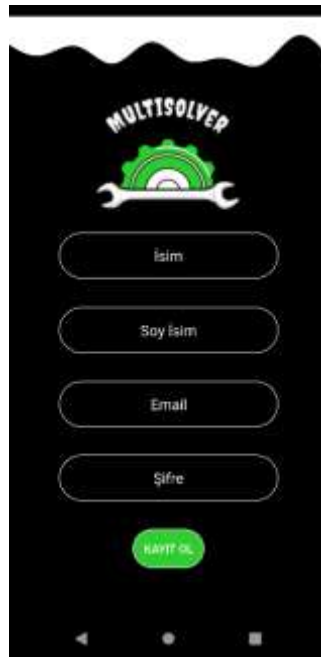 MULTISOLVER
İsim
Soy İsim
Email
Şifre
KAYIT OL